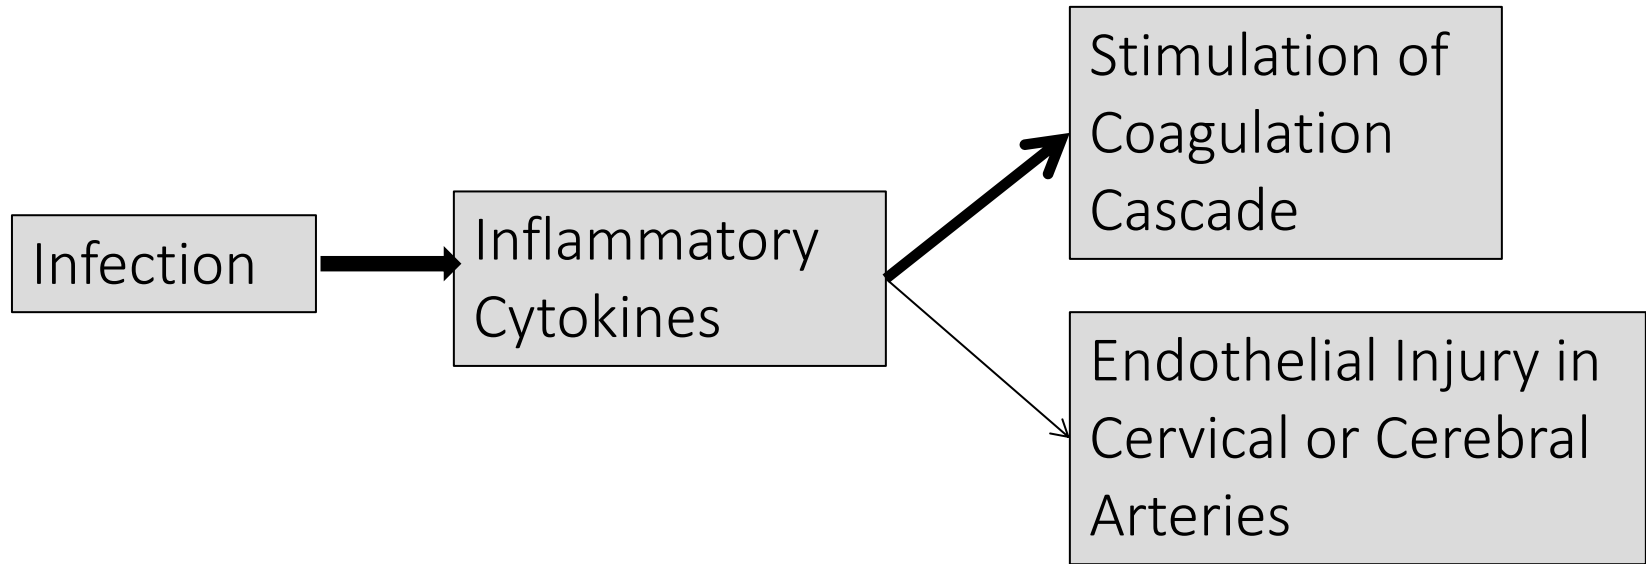 Infection
Inflammatory
Cytokines
Stimulation of
Coagulation
Cascade
Endothelial Injury in
Cervical or Cerebral
Arteries